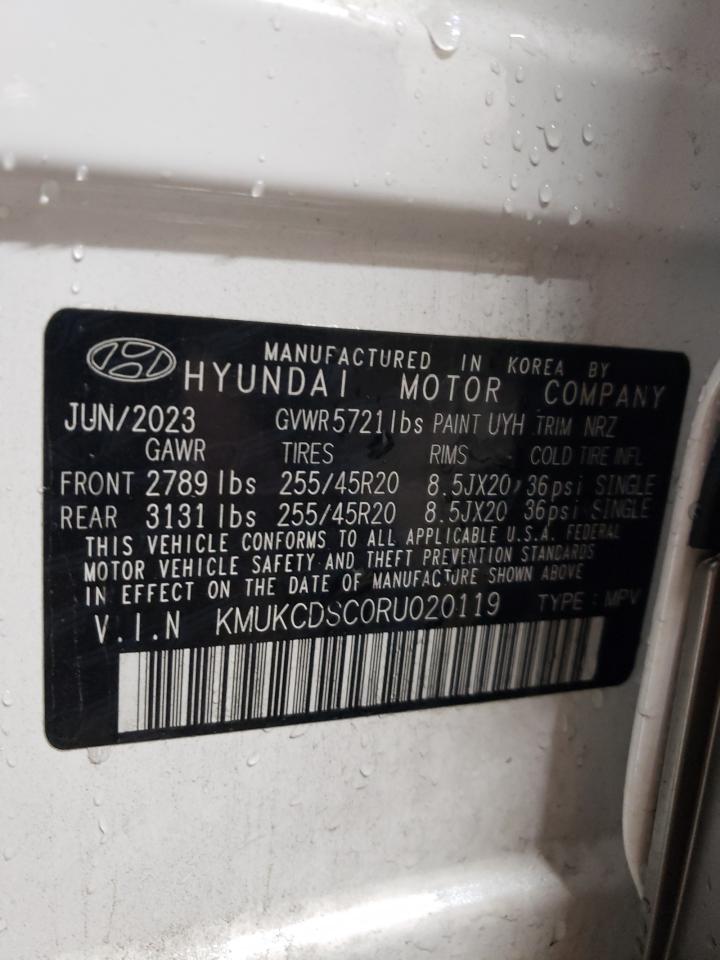 MANUFACTURED IN KOREA BY
HYUNDAI MOTOR COMPANY
JUN/2023 GVWR 5721lbs PAINT UYH TRIM NRZ
GAWR TIRES RIMS COLD TIRE INFL
FRONT 2789 lbs 255/45R20 8.5JX20, 36psi SINGLE
REAR 3131 lbs 255/45R20 8.5JX20 36psi SINGLE
THIS VEHICLE CONFORMS TO ALL APPLICABLE U.S.A. FEDERAL
MOTOR VEHICLE SAFETY AND THEFT PREVENTION STANDARDS
IN EFFECT ON THE DATE OF MANUFACTURE SHOWN ABOVE
V.I.N KMUKCDSC0RU020119 TYPE : MPV